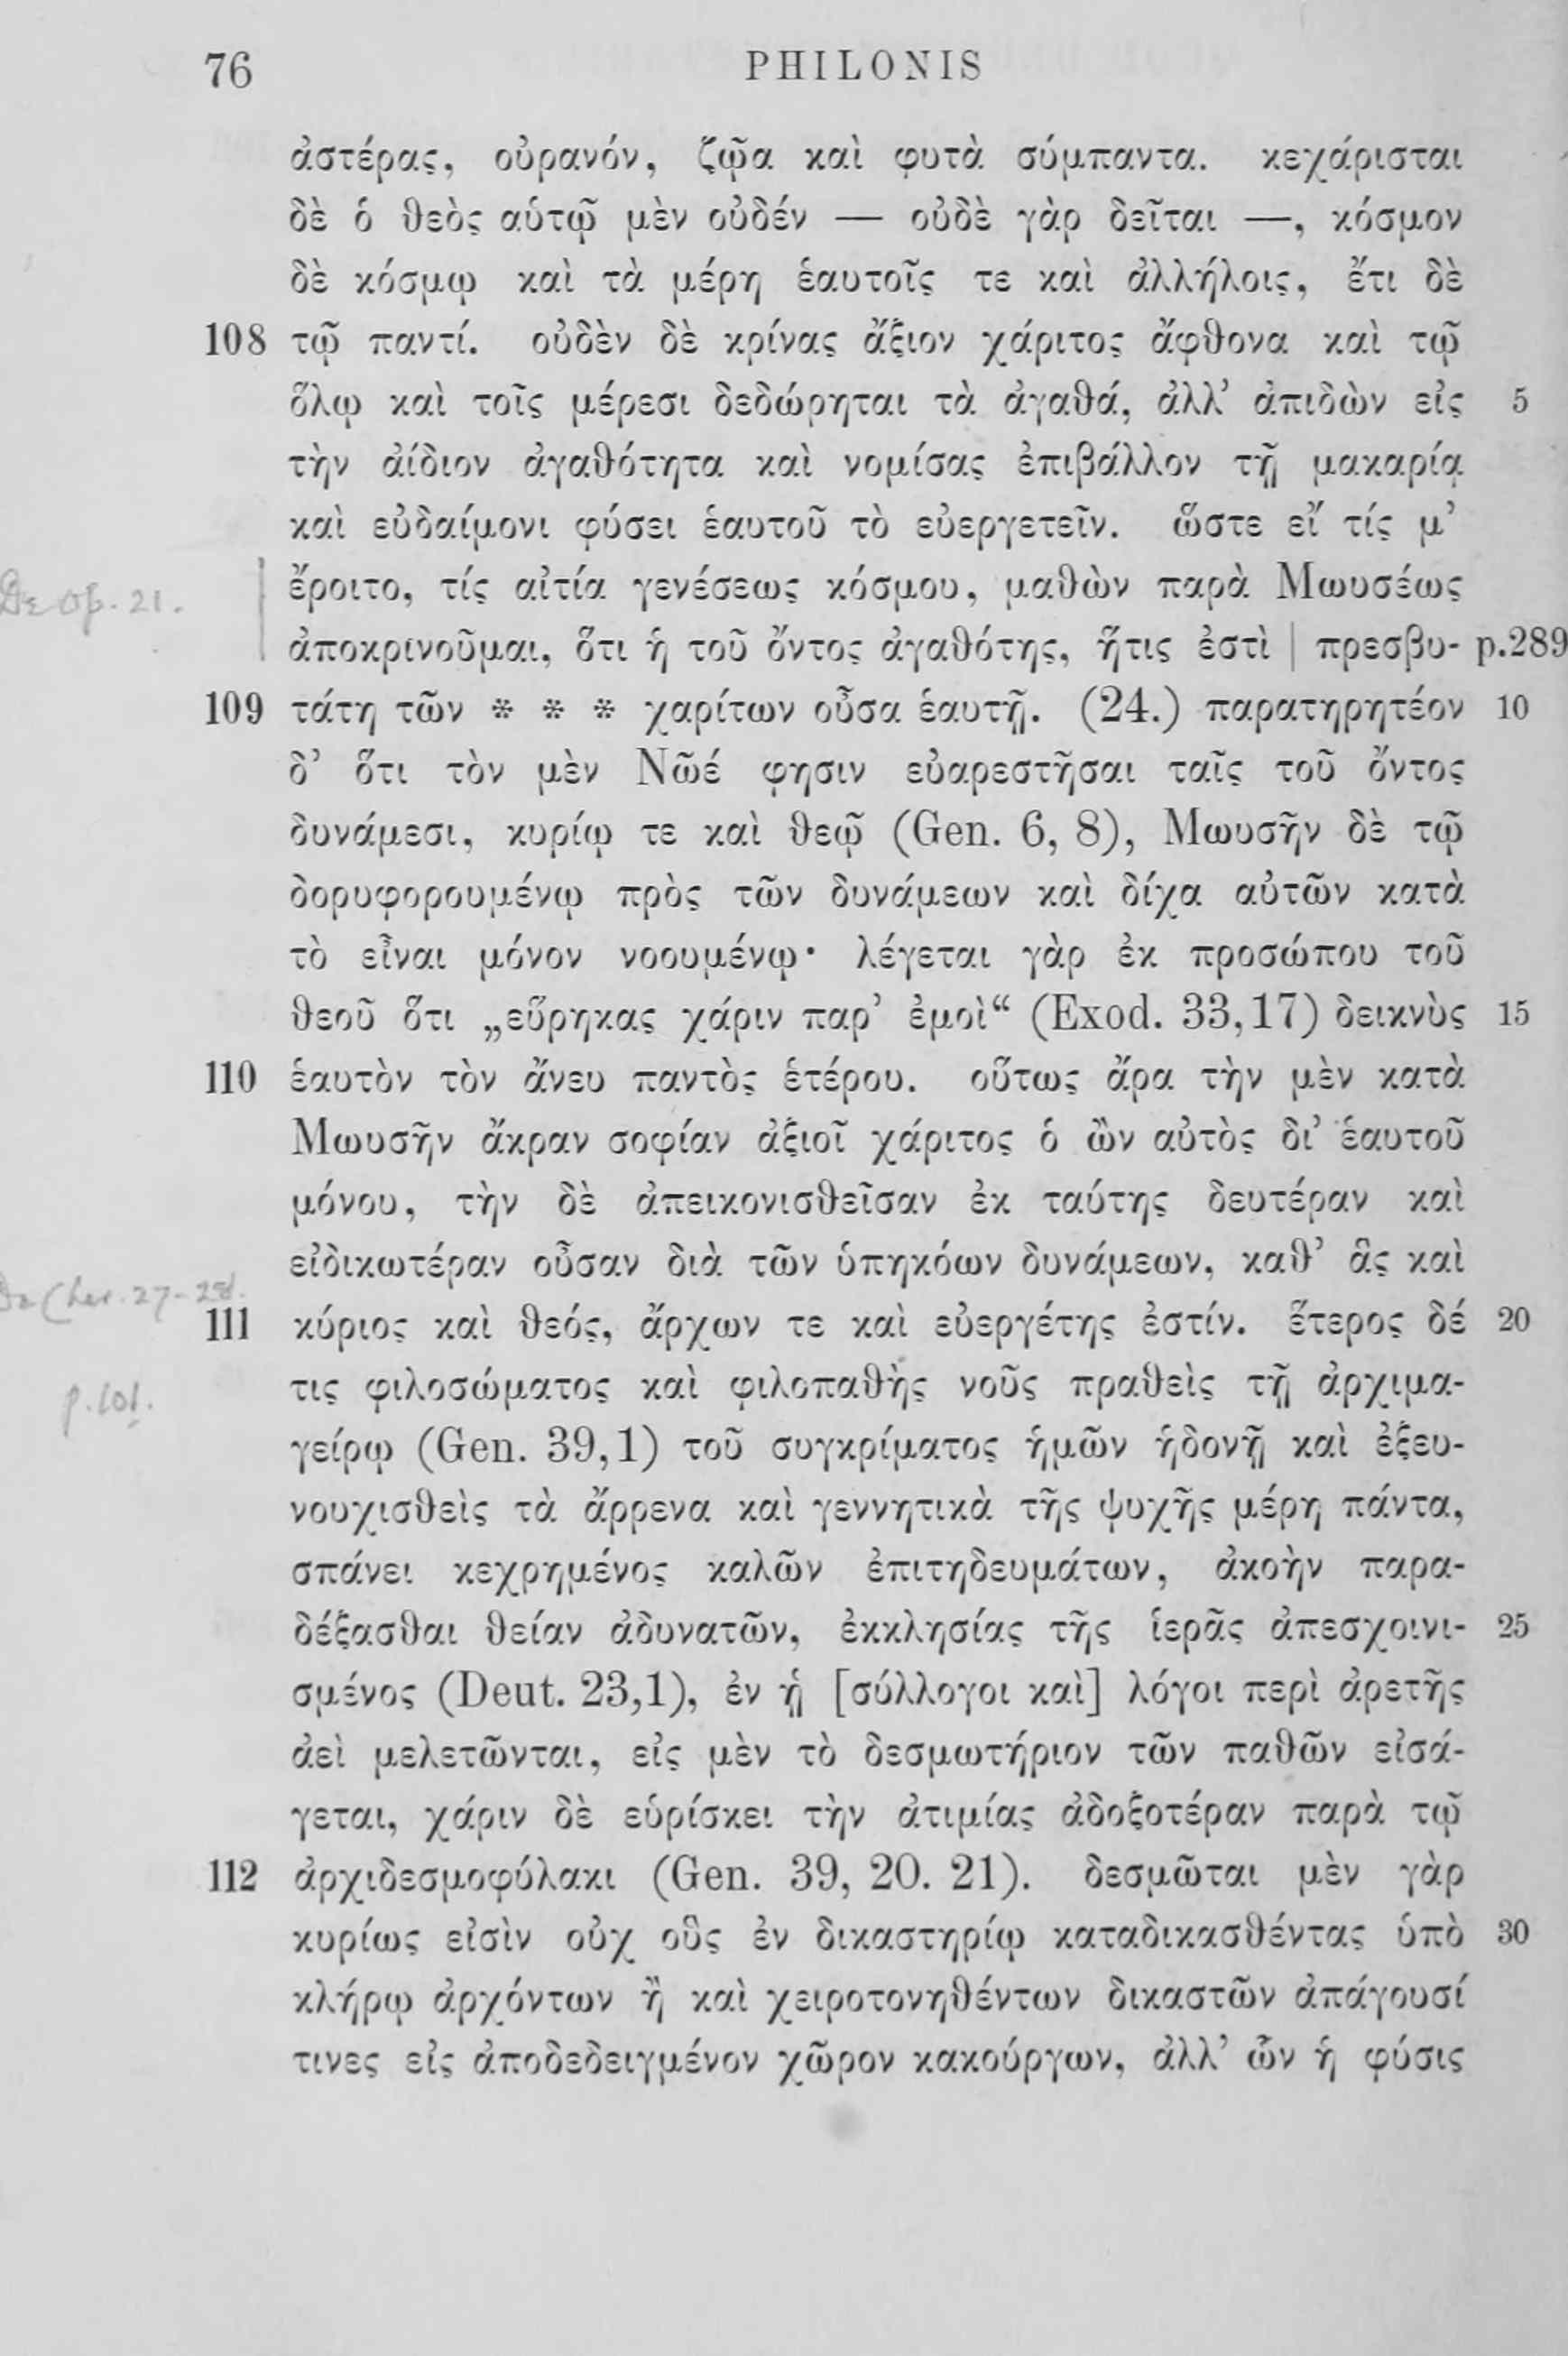 76 PHILONIS
ἀστέρας, οὐρανόν, ζῷα καὶ φυτὰ σύμπαντα. κεχάρισται
δὲ ὁ θεὸς αὑτῷ μὲν οὐδέν — οὐδὲ γὰρ δεῖται —, κόσμον
δὲ κόσμῳ καὶ τὰ μέρη ἑαυτοῖς τε καὶ ἀλλήλοις, ἔτι δὲ
108 τῷ παντί. οὐδὲν δὲ κρίνας ἄξιον χάριτος ἄφθονα καὶ τῷ
ὅλῳ καὶ τοῖς μέρεσι δεδώρηται τὰ ἀγαθά, ἀλλ’ ἀπιδὼν εἰς 5
τὴν ἀίδιον ἀγαθότητα καὶ νομίσας ἐπιβάλλον τῇ μακαρίᾳ
καὶ εὐδαίμονι φύσει ἑαυτοῦ τὸ εὐεργετεῖν. ὥστε εἴ τίς μ’
De op. 21. ἔροιτο, τίς αἰτία γενέσεως κόσμου, μαθὼν παρὰ Μωυσέως
ἀποκρινοῦμαι, ὅτι ἡ τοῦ ὄντος ἀγαθότης, ἥτις ἐστὶ | πρεσβυ- p.289
109 τάτη τῶν * * * χαρίτων οὖσα ἑαυτῇ. (24.) παρατηρητέον 10
δ’ ὅτι τὸν μὲν Νῶέ φησιν εὐαρεστῆσαι ταῖς τοῦ ὄντος
δυνάμεσι, κυρίῳ τε καὶ θεῷ (Gen. 6, 8), Μωυσῆν δὲ τῷ
δορυφορουμένῳ πρὸς τῶν δυνάμεων καὶ δίχα αὐτῶν κατὰ
τὸ εἶναι μόνον νοουμένῳ· λέγεται γὰρ ἐκ προσώπου τοῦ
θεοῦ ὅτι „εὕρηκας χάριν παρ’ ἐμοὶ“ (Exod. 33,17) δεικνὺς 15
110 ἑαυτὸν τὸν ἄνευ παντὸς ἑτέρου. οὕτως ἄρα τὴν μὲν κατὰ
Μωυσῆν ἄκραν σοφίαν ἀξιοῖ χάριτος ὁ ὢν αὐτὸς δι’ ἑαυτοῦ
μόνου, τὴν δὲ ἀπεικονισθεῖσαν ἐκ ταύτης δευτέραν καὶ
εἰδικωτέραν οὖσαν διὰ τῶν ὑπηκόων δυνάμεων, καθ’ ἃς καὶ
De Cher. 27-28.
111 κύριος καὶ θεός, ἄρχων τε καὶ εὐεργέτης ἐστίν. ἕτερος δέ 20
τις φιλοσώματος καὶ φιλοπαθὴς νοῦς πραθεὶς τῇ ἀρχιμα-
p.101. γείρῳ (Gen. 39,1) τοῦ συγκρίματος ἡμῶν ἡδονῇ καὶ ἐξευ-
νουχισθεὶς τὰ ἄρρενα καὶ γεννητικὰ τῆς ψυχῆς μέρη πάντα,
σπάνει κεχρημένος καλῶν ἐπιτηδευμάτων, ἀκοὴν παρα-
δέξασθαι θείαν ἀδυνατῶν, ἐκκλησίας τῆς ἱερᾶς ἀπεσχοινι- 25
σμένος (Deut. 23,1), ἐν ᾗ [σύλλογοι καὶ] λόγοι περὶ ἀρετῆς
ἀεὶ μελετῶνται, εἰς μὲν τὸ δεσμωτήριον τῶν παθῶν εἰσά-
γεται, χάριν δὲ εὑρίσκει τὴν ἀτιμίας ἀδοξοτέραν παρὰ τῷ
112 ἀρχιδεσμοφύλακι (Gen. 39, 20. 21). δεσμῶται μὲν γὰρ
κυρίως εἰσὶν οὐχ οὓς ἐν δικαστηρίῳ καταδικασθέντας ὑπὸ 30
κλήρῳ ἀρχόντων ἢ καὶ χειροτονηθέντων δικαστῶν ἀπάγουσί
τινες εἰς ἀποδεδειγμένον χῶρον κακούργων, ἀλλ’ ὧν ἡ φύσις